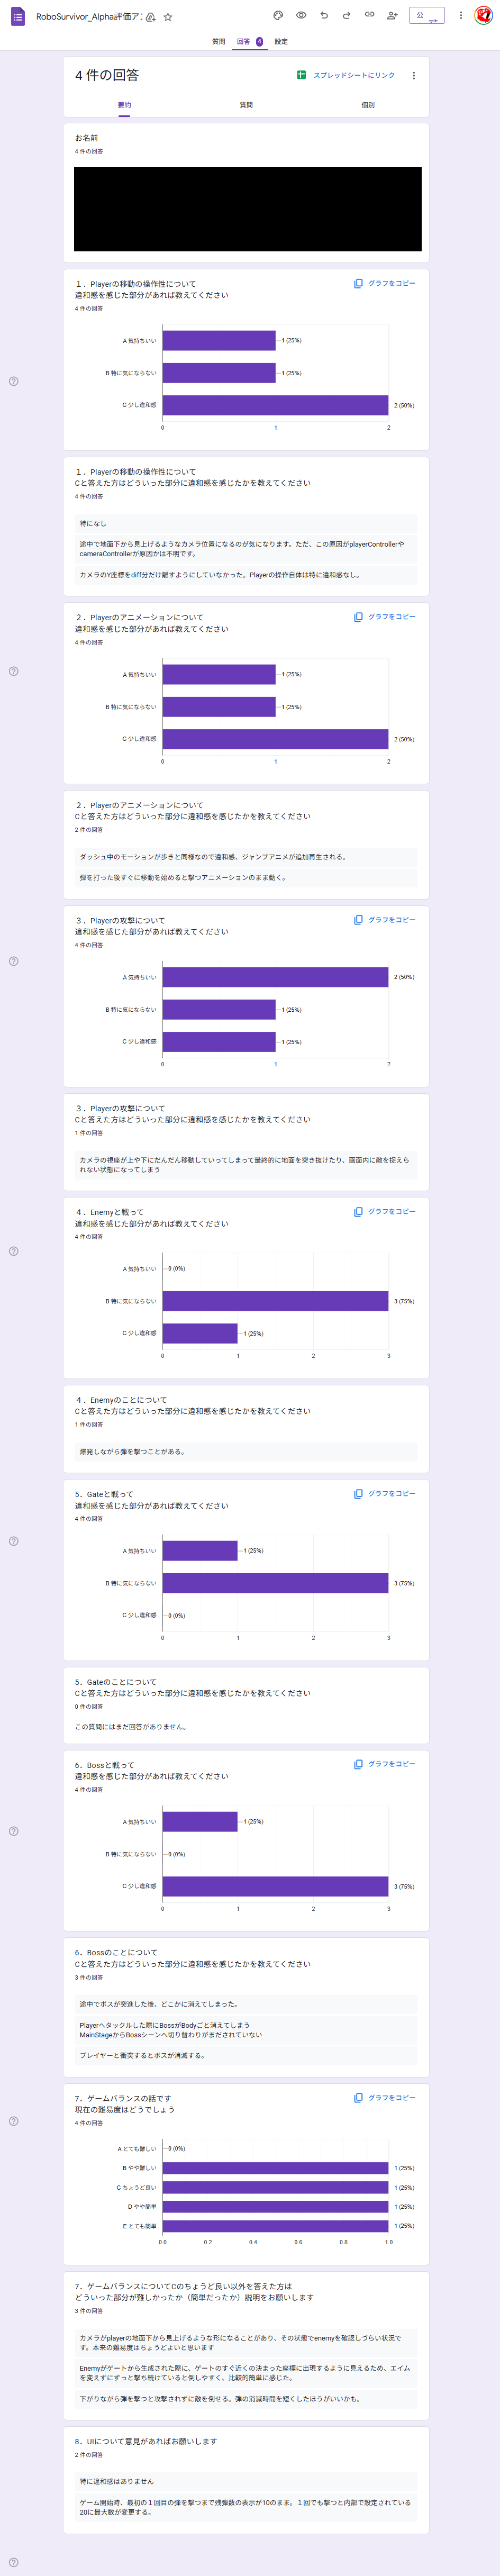 RoboSurvivor_Alpha評価ア
公
質問 回答 4 設定
4 件の回答
スプレッドシートにリンク
要約 質問 個別
お名前
4 件の回答
1．Playerの移動の操作性について
違和感を感じた部分があれば教えてください
グラフをコピー
4 件の回答
A 気持ちいい 1 (25%)
B 特に気にならない 1 (25%)
C 少し違和感 2 (50%)
0 1 2
1．Playerの移動の操作性について
Cと答えた方はどういった部分に違和感を感じたかを教えてください
4 件の回答
特になし
途中で地面下から見上げるようなカメラ位置になるのが気になります。ただ、この原因がplayerControllerや
cameraControllerが原因かは不明です。
カメラのY座標をdiff分だけ離すようにしていなかった。Playerの操作自体は特に違和感なし。
2．Playerのアニメーションについて
違和感を感じた部分があれば教えてください
グラフをコピー
4 件の回答
A 気持ちいい 1 (25%)
B 特に気にならない 1 (25%)
C 少し違和感 2 (50%)
0 1 2
2．Playerのアニメーションについて
Cと答えた方はどういった部分に違和感を感じたかを教えてください
2 件の回答
ダッシュ中のモーションが歩きと同様なので違和感、ジャンプアニメが追加再生される。
弾を打った後すぐに移動を始めると撃つアニメーションのまま動く。
3．Playerの攻撃について
違和感を感じた部分があれば教えてください
グラフをコピー
4 件の回答
A 気持ちいい 2 (50%)
B 特に気にならない 1 (25%)
C 少し違和感 1 (25%)
0 1 2
3．Playerの攻撃について
Cと答えた方はどういった部分に違和感を感じたかを教えてください
1 件の回答
カメラの視座が上や下にだんだん移動していってしまって最終的に地面を突き抜けたり、画面内に敵を捉えら
れない状態になってしまう
4．Enemyと戦って
違和感を感じた部分があれば教えてください
グラフをコピー
4 件の回答
A 気持ちいい 0 (0%)
B 特に気にならない 3 (75%)
C 少し違和感 1 (25%)
0 1 2 3
4．Enemyのことについて
Cと答えた方はどういった部分に違和感を感じたかを教えてください
1 件の回答
爆発しながら弾を撃つことがある。
5．Gateと戦って
違和感を感じた部分があれば教えてください
グラフをコピー
4 件の回答
A 気持ちいい 1 (25%)
B 特に気にならない 3 (75%)
C 少し違和感 0 (0%)
0 1 2 3
5．Gateのことについて
Cと答えた方はどういった部分に違和感を感じたかを教えてください
0 件の回答
この質問にはまだ回答がありません。
6．Bossと戦って
違和感を感じた部分があれば教えてください
グラフをコピー
4 件の回答
A 気持ちいい 1 (25%)
B 特に気にならない 0 (0%)
C 少し違和感 3 (75%)
0 1 2 3
6．Bossのことについて
Cと答えた方はどういった部分に違和感を感じたかを教えてください
3 件の回答
途中でボスが突進した後、どこかに消えてしまった。
Playerへタックルした際にBossがBodyごと消えてしまう
MainStageからBossシーンへ切り替わりがまだされていない
プレイヤーと衝突するとボスが消滅する。
7．ゲームバランスの話です
現在の難易度はどうでしょう
グラフをコピー
4 件の回答
A とても難しい 0 (0%)
B やや難しい 1 (25%)
C ちょうど良い 1 (25%)
D やや簡単 1 (25%)
E とても簡単 1 (25%)
0.0 0.2 0.4 0.6 0.8 1.0
7．ゲームバランスについてCのちょうど良い以外を答えた方は
どういった部分が難しかったか（簡単だったか）説明をお願いします
3 件の回答
カメラがplayerの地面下から見上げるような形になることがあり、その状態でenemyを確認しづらい状況で
す。本来の難易度はちょうどよいと思います
Enemyがゲートから生成された際に、ゲートのすぐ近くの決まった座標に出現するように見えるため、エイム
を変えずにずっと撃ち続けていると倒しやすく、比較的簡単に感じた。
下がりながら弾を撃つと攻撃されずに敵を倒せる。弾の消滅時間を短くしたほうがいいかも。
8．UIについて意見があればお願いします
2 件の回答
特に違和感はありません
ゲーム開始時、最初の１回目の弾を撃つまで残弾数の表示が10のまま。１回でも撃つと内部で設定されている
20に最大数が変更する。